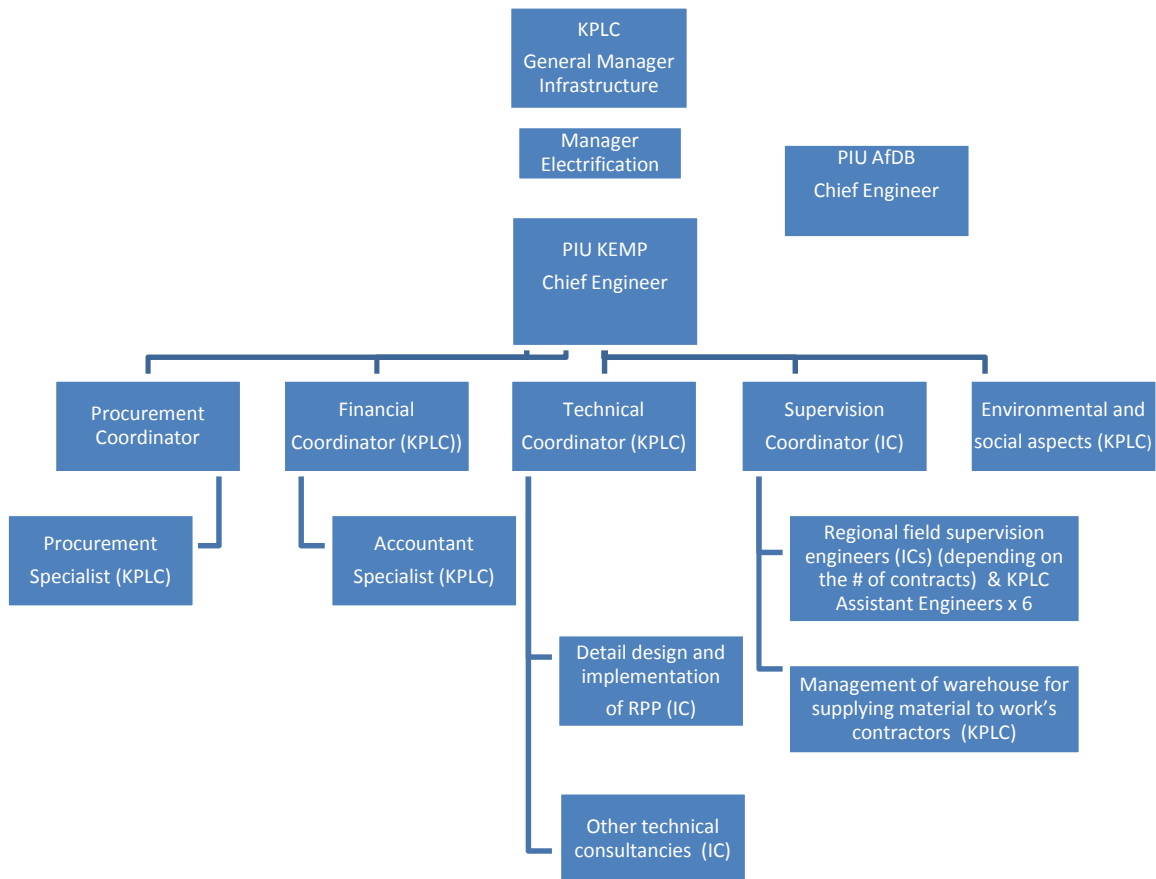 KPLC
General Manager
Infrastructure
Manager
Electrification
PIU AfDB
Chief Engineer
PIU KEMP
Chief Engineer
Procurement
Coordinator
Financial
Coordinator (KPLC))
Technical
Coordinator (KPLC)
Supervision
Coordinator (IC)
Environmental and
social aspects (KPLC)
Procurement
Specialist (KPLC)
Accountant
Specialist (KPLC)
Regional field supervision
engineers (ICs) (depending on
the # of contracts) & KPLC
Assistant Engineers x 6
Detail design and
implementation
of RPP (IC)
Management of warehouse for
supplying material to work's
contractors (KPLC)
Other technical
consultancies (IC)